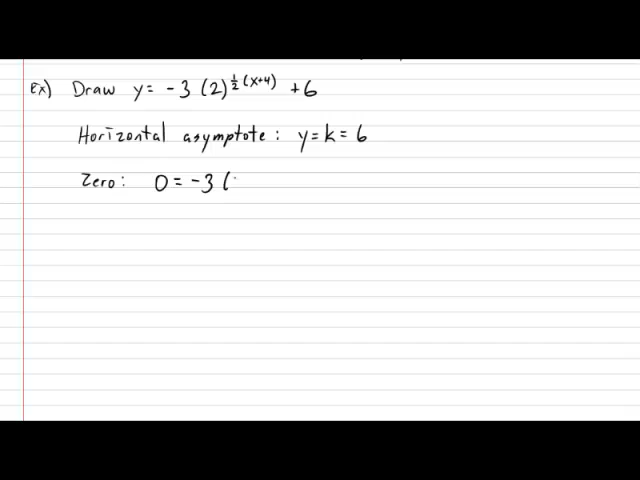 Ex) Draw y = -3 (2)^½(x+4) + 6
Horizontal asymptote: y = k = 6
Zero: 0 = -3 (